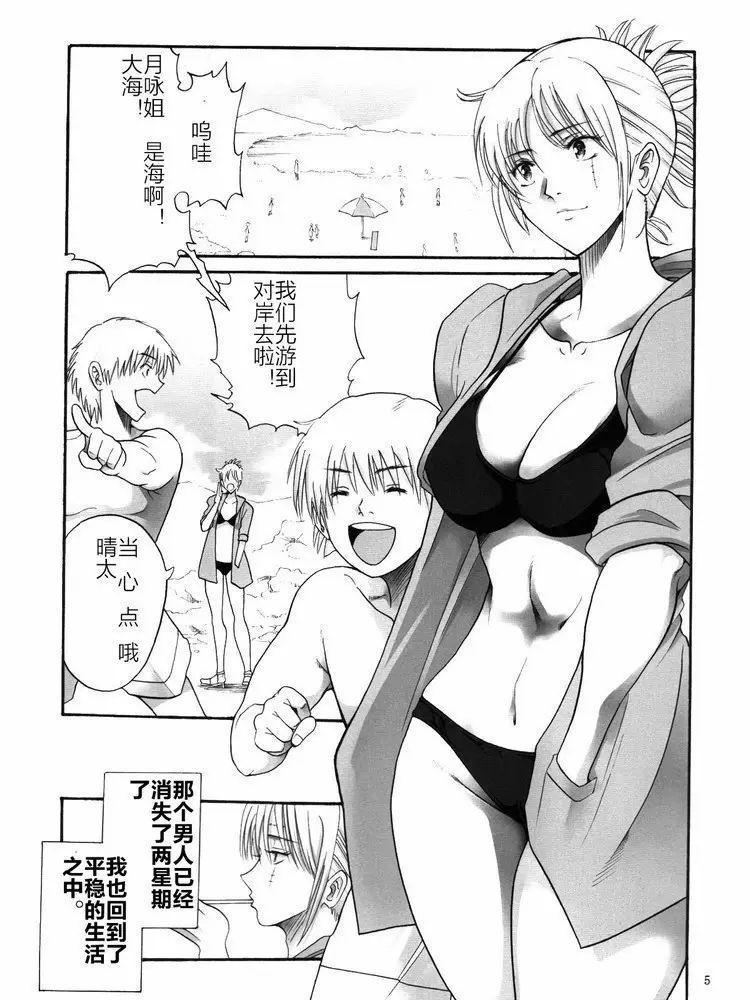 呜哇
月咏姐 是海啊！
大海！
我们先游到
对岸去啦！
当心点哦
晴太
那个男人已经
消失了两星期
了
我也回到了
平稳的生活
之中。
5